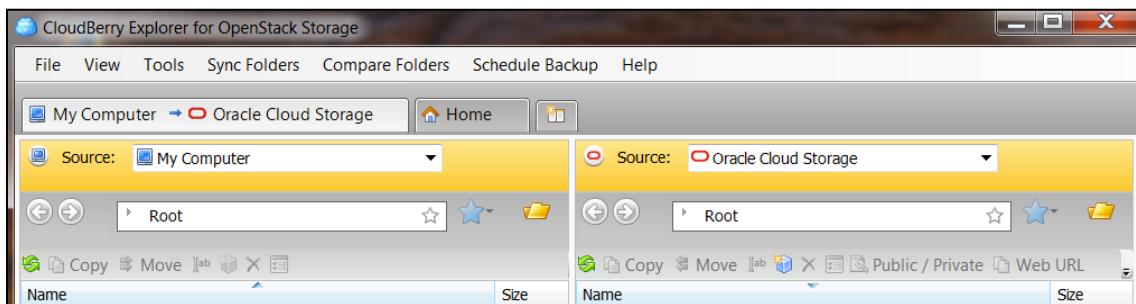 CloudBerry Explorer for OpenStack Storage
File View Tools Sync Folders Compare Folders Schedule Backup Help
My Computer → Oracle Cloud Storage Home
Source: My Computer
Root
Copy Move
Name Size
Source: Oracle Cloud Storage
Root
Copy Move Public / Private Web URL
Name Size